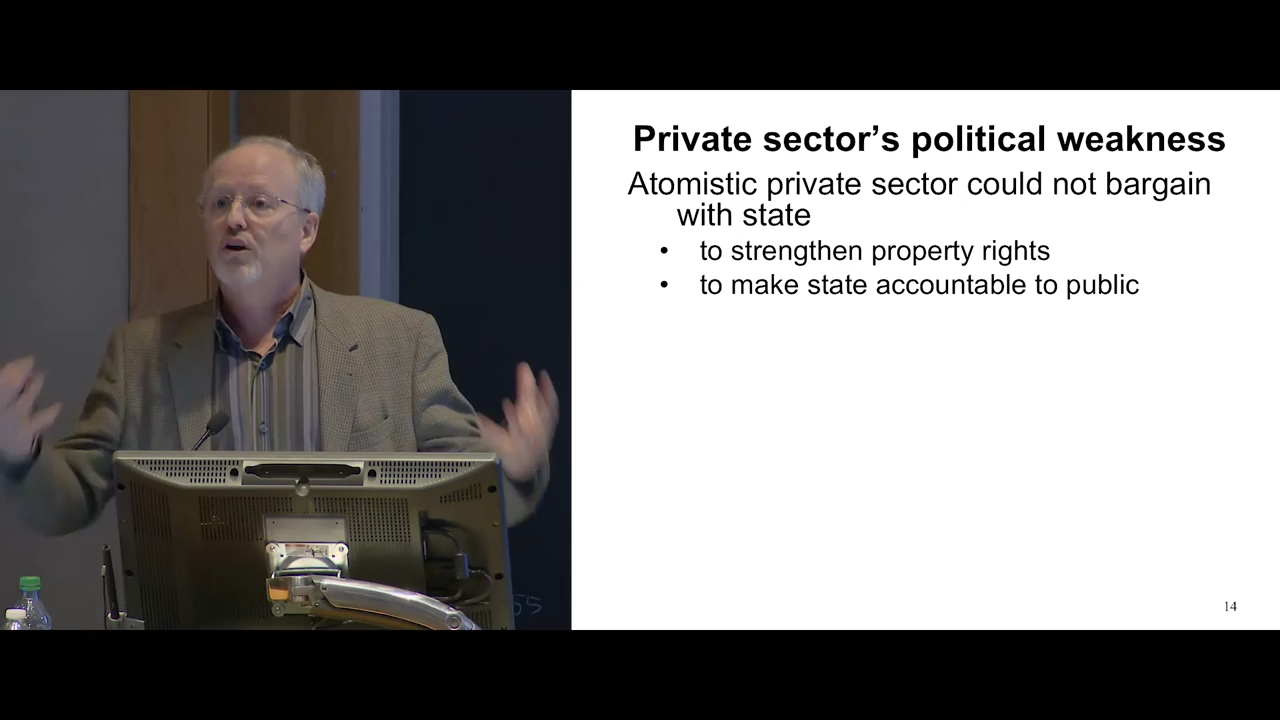 Private sector’s political weakness
Atomistic private sector could not bargain
with state
• to strengthen property rights
• to make state accountable to public
14
55